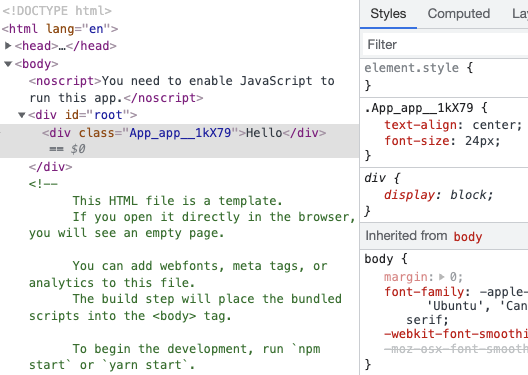 <!DOCTYPE html>
<html lang="en">
<head>…</head>
<body>
<noscript>You need to enable JavaScript to
run this app.</noscript>
<div id="root">
<div class="App_app__1kX79">Hello</div>
== $0
</div>
<!--
This HTML file is a template.
If you open it directly in the browser,
you will see an empty page.
You can add webfonts, meta tags, or
analytics to this file.
The build step will place the bundled
scripts into the <body> tag.
To begin the development, run `npm
start` or `yarn start`.
Styles Computed Lay
Filter
element.style {
}
.App_app__1kX79 {
text-align: center;
font-size: 24px;
}
div {
display: block;
}
Inherited from body
body {
margin: 0;
font-family: -apple-
'Ubuntu', 'Can
serif;
-webkit-font-smoothi
-moz-osx-font-smooth
}